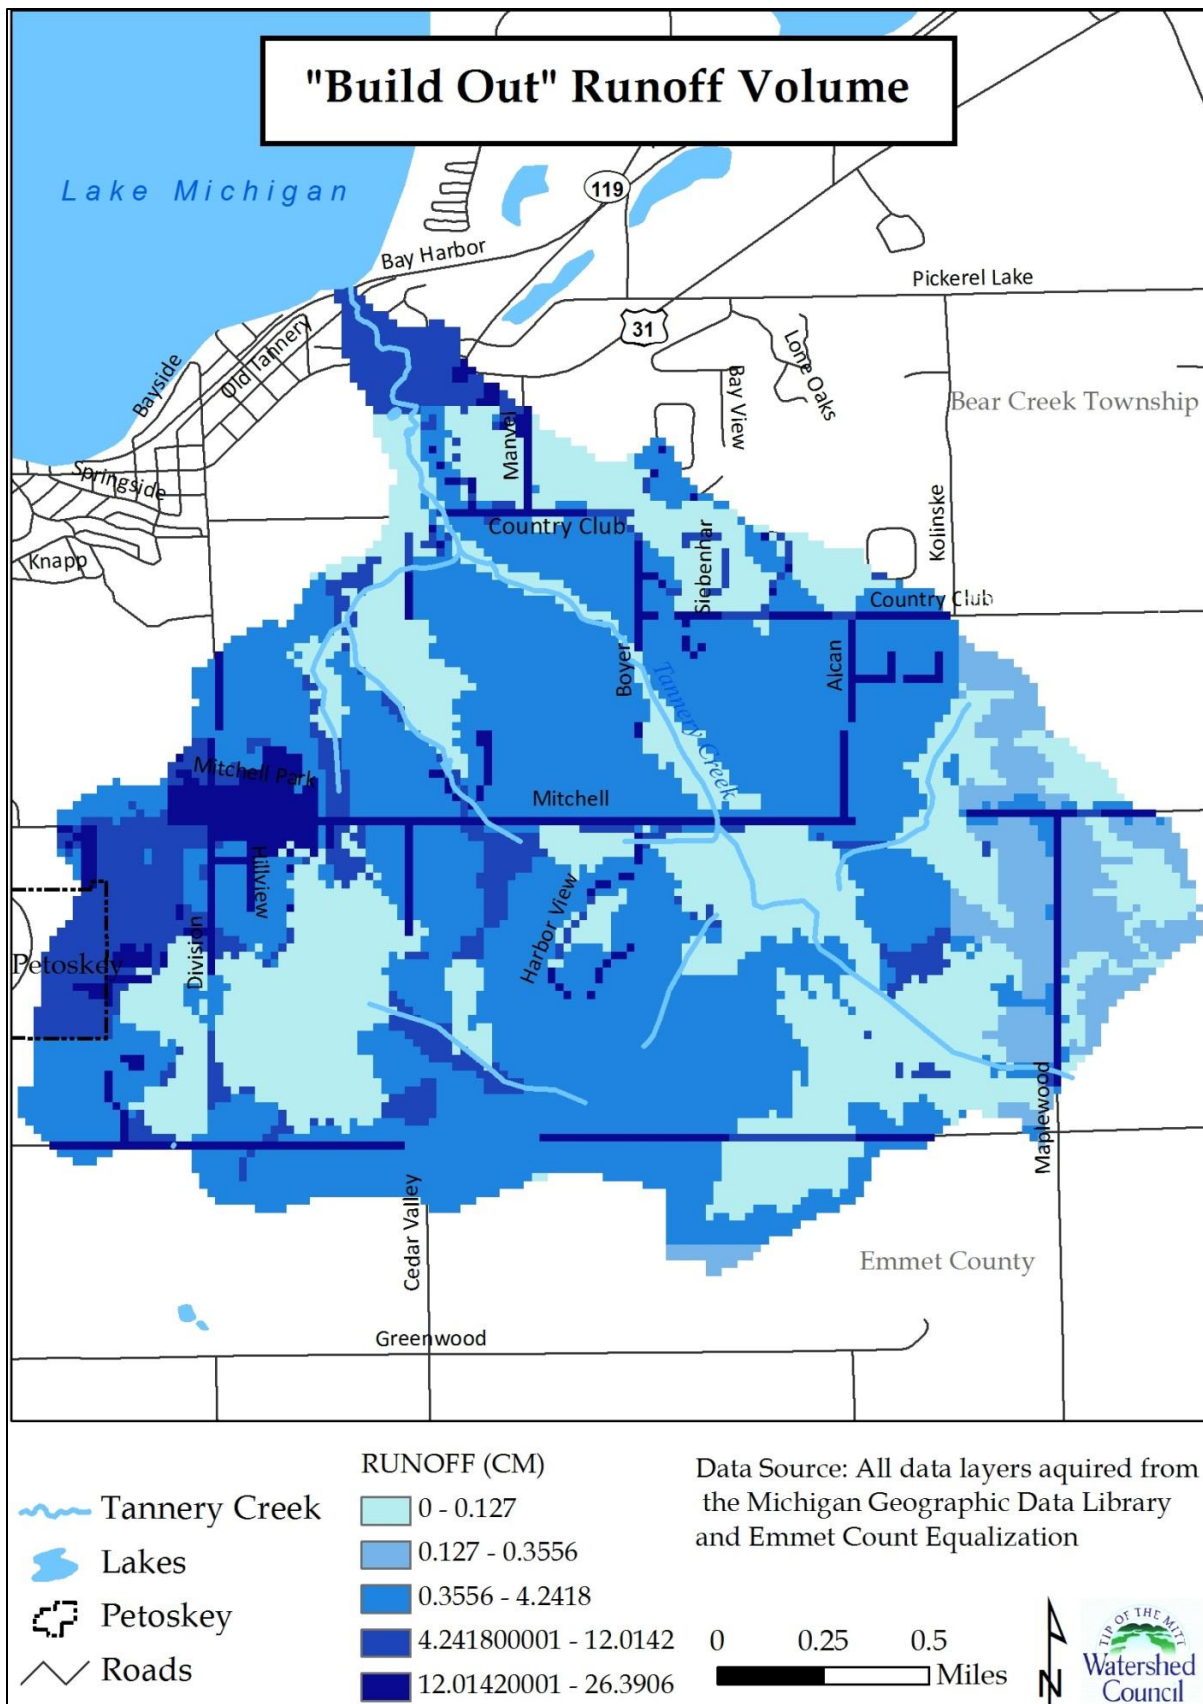 "Build Out" Runoff Volume
Lake Michigan
119
Bay Harbor
Pickerel Lake
31
Old Tannery
Bayside
Lone Oaks
Bay View
Bear Creek Township
Manvel
Springside
Kolinske
Country Club
Siebenhar
Knapp
Country Club
Boyer
Alcan
Tannery Creek
Mitchell Park
Mitchell
Hillview
Harbor View
Division
Petoskey
Maplewood
Cedar Valley
Emmet County
Greenwood
Tannery Creek
Lakes
Petoskey
Roads
RUNOFF (CM)
0 - 0.127
0.127 - 0.3556
0.3556 - 4.2418
4.241800001 - 12.0142
12.01420001 - 26.3906
Data Source: All data layers aquired from
the Michigan Geographic Data Library
and Emmet Count Equalization
0 0.25 0.5
Miles
N
TIP OF THE MITT
Watershed
Council